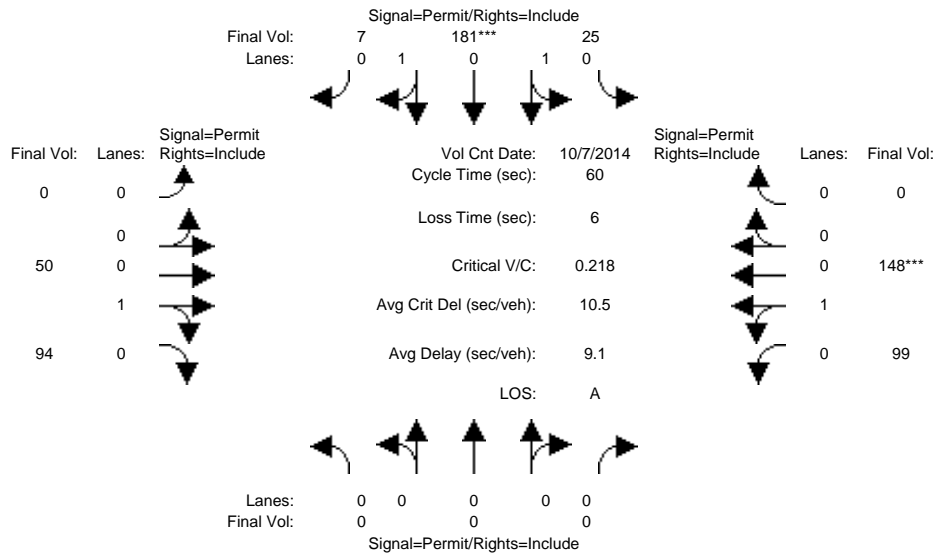 Signal=Permit/Rights=Include
Final Vol: 7 181*** 25
Lanes: 0 1 0 1 0
Signal=Permit
Final Vol: Lanes: Rights=Include
Vol Cnt Date: 10/7/2014
Signal=Permit
Rights=Include Lanes: Final Vol:
Cycle Time (sec): 60
0 0
0 0
Loss Time (sec): 6
0
0
50 0
Critical V/C: 0.218
0 148***
1
Avg Crit Del (sec/veh): 10.5
1
94 0
Avg Delay (sec/veh): 9.1
0 99
LOS: A
Lanes: 0 0 0 0 0
Final Vol: 0 0 0
Signal=Permit/Rights=Include